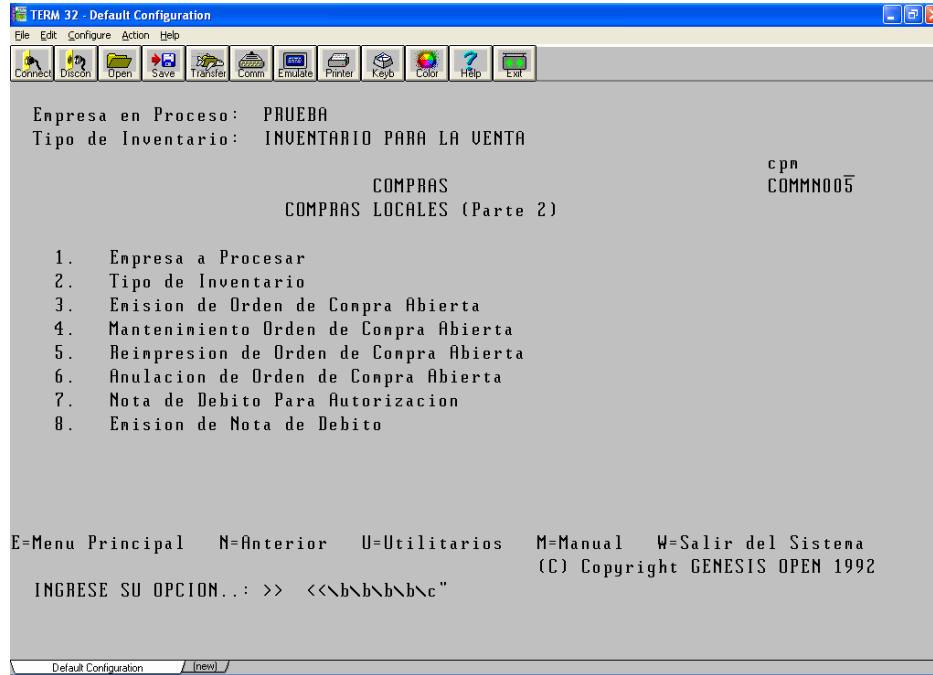 TERM 32 - Default Configuration
File Edit Configure Action Help
Connect Discon Open Save Transfer Comm Emulate Printer Keyb Color Help Exit
Empresa en Proceso: PRUEBA
Tipo de Inventario: INVENTARIO PARA LA VENTA
cpm
COMPRAS COMMN005
COMPRAS LOCALES (Parte 2)
1. Empresa a Procesar
2. Tipo de Inventario
3. Emision de Orden de Compra Abierta
4. Mantenimiento Orden de Compra Abierta
5. Reimpresion de Orden de Compra Abierta
6. Anulacion de Orden de Compra Abierta
7. Nota de Debito Para Autorizacion
8. Emision de Nota de Debito
E=Menu Principal N=Anterior U=Utilitarios M=Manual W=Salir del Sistema
(C) Copyright GENESIS OPEN 1992
INGRESE SU OPCION..: >> <<\b\b\b\b\c"
Default Configuration (new)